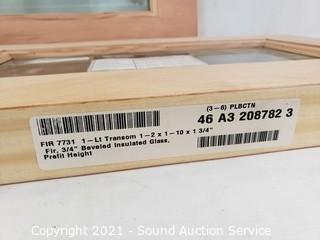 (3-6) PLBCTN
46 A3 208782 3
FIR 7731 1-Lt Transom 1-2 x 1-10 x 1 3/4"
Fir, 3/4" Beveled Insulated Glass,
Prefit Height
Copyright 2021 - Sound Auction Service